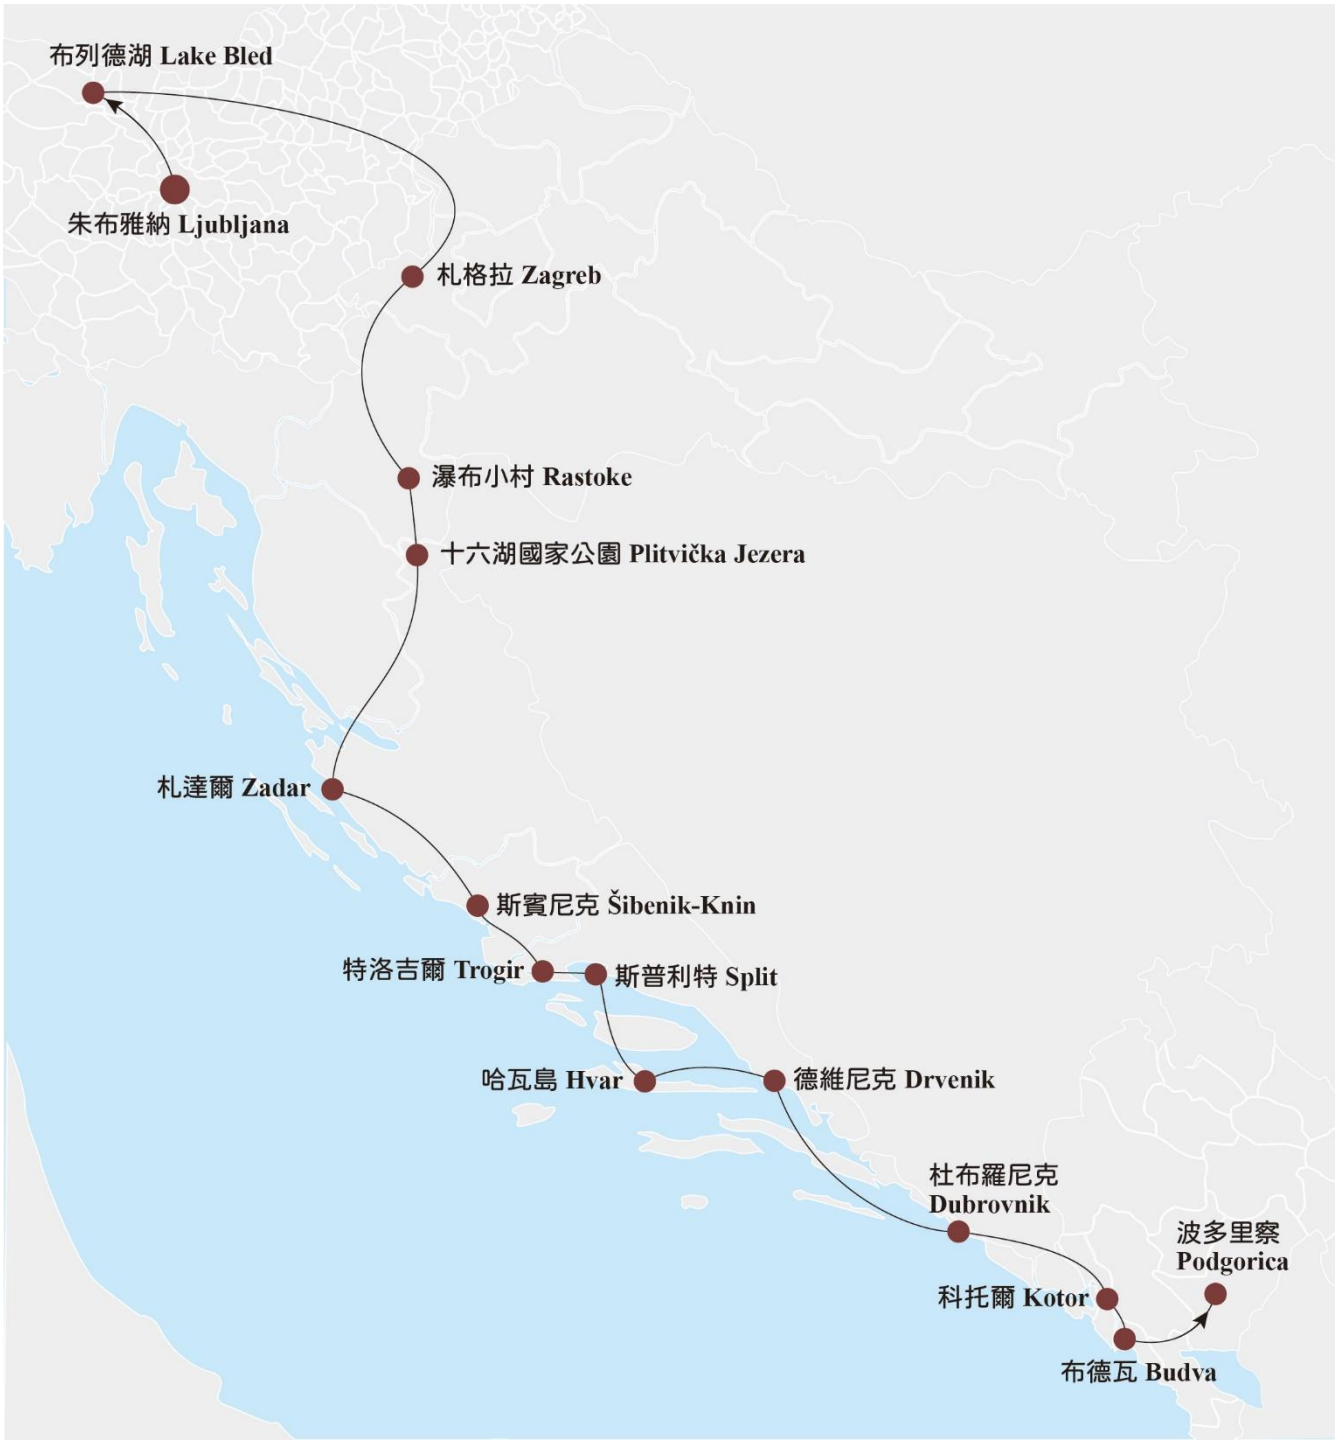 布列德湖 Lake Bled
朱布雅納 Ljubljana
札格拉 Zagreb
瀑布小村 Rastoke
十六湖國家公園 Plitvička Jezera
札達爾 Zadar
斯賓尼克 Šibenik-Knin
特洛吉爾 Trogir
斯普利特 Split
哈瓦島 Hvar
德維尼克 Drvenik
杜布羅尼克
Dubrovnik
波多里察
Podgorica
科托爾 Kotor
布德瓦 Budva